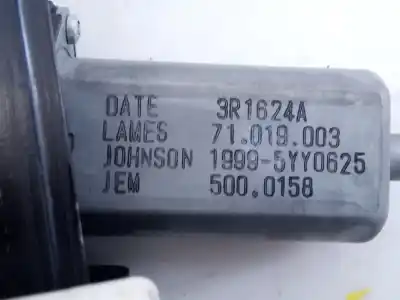 DATE 3R1624A
LAMES 71.019.003
JOHNSON 1999-5YY0625
JEM 500.0158